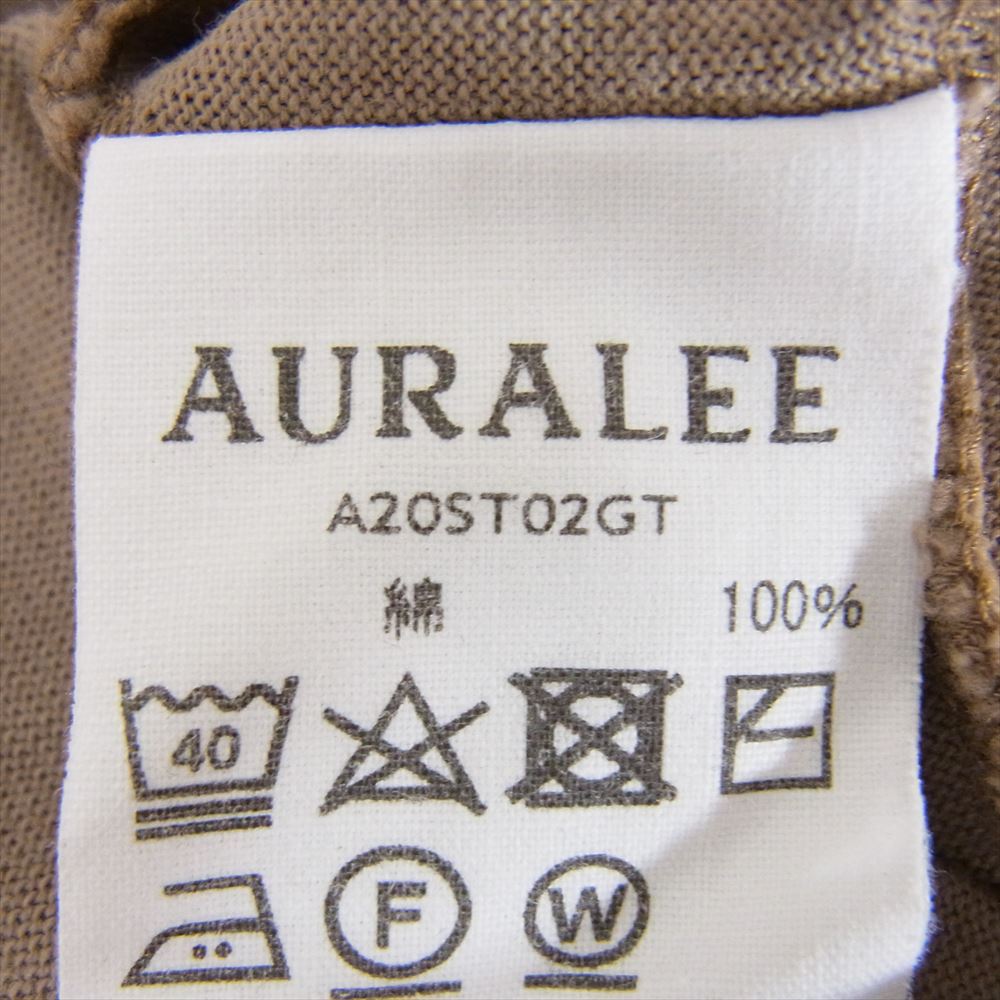 AURALEE
A20ST02GT
綿 100%
40
F W